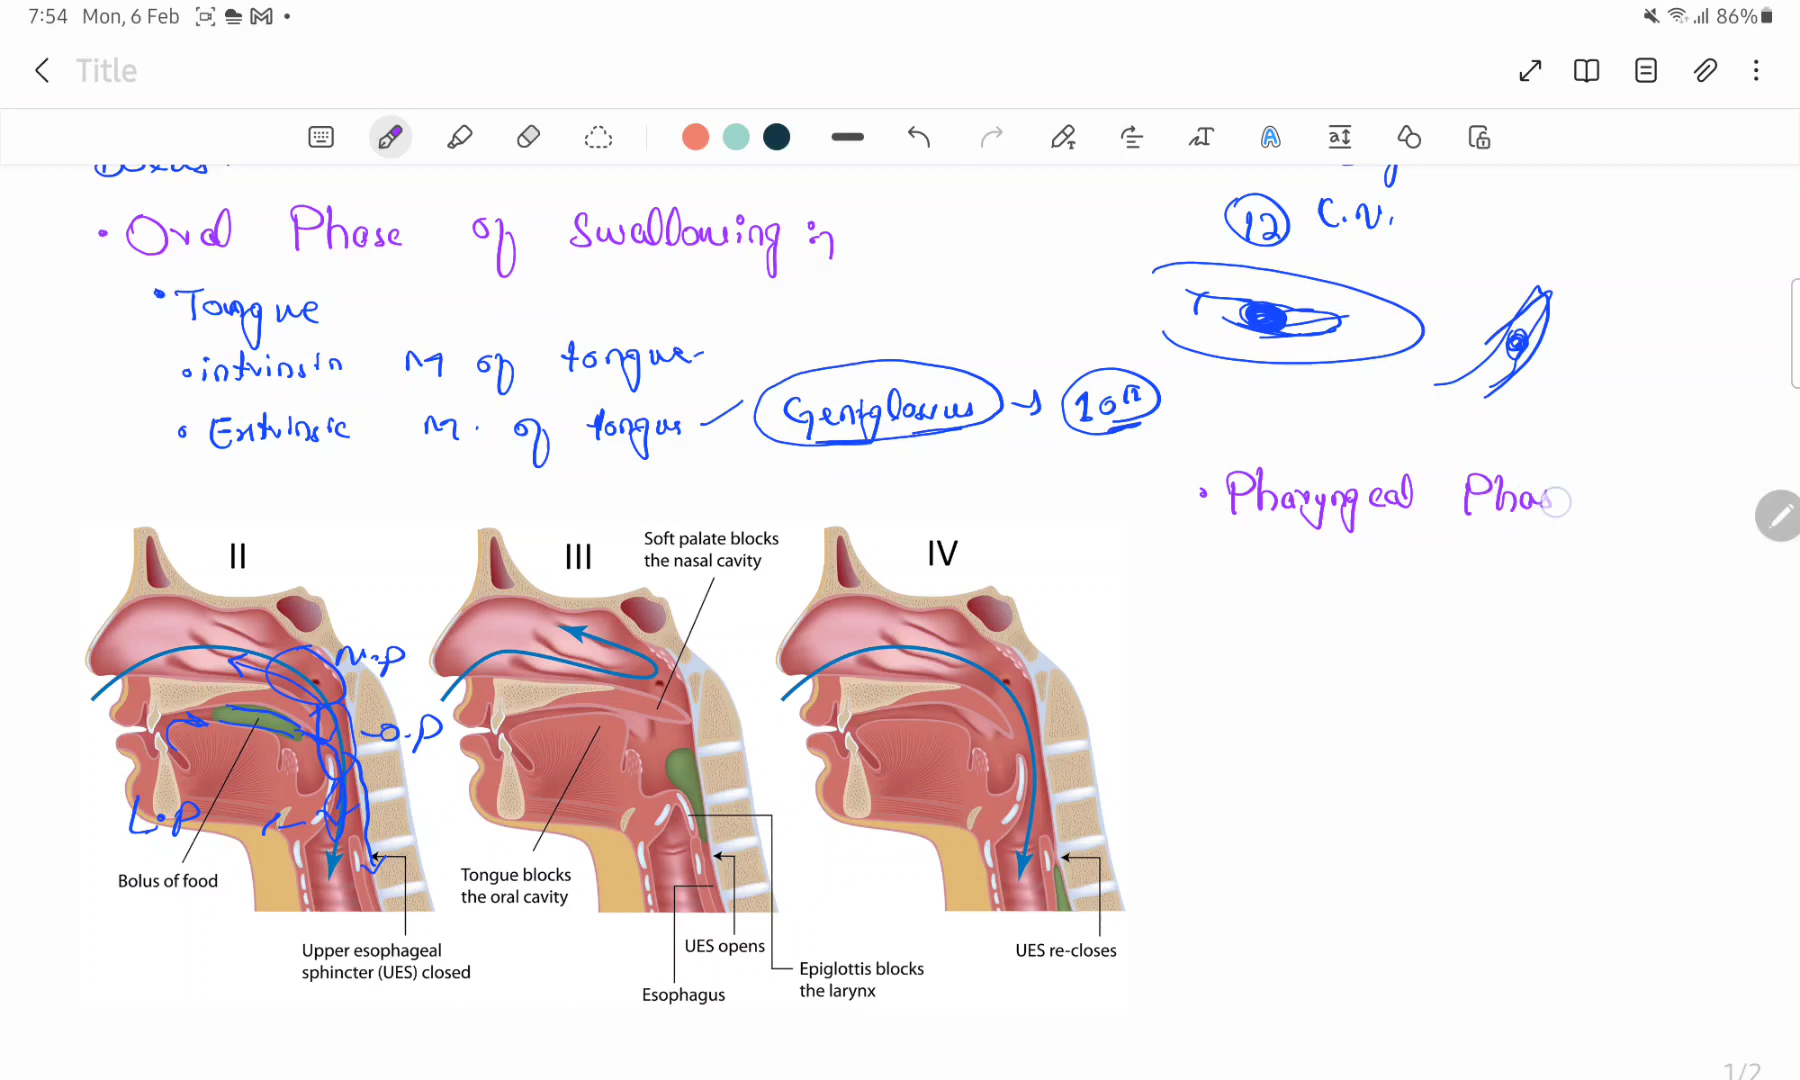 7:54 Mon, 6 Feb
86%
Title
• Oral Phase of Swallowing :
• Tongue
• intrinsic M of tongue
• Extrinsic M. of tongue
Genioglossus → 10
12 C.N.
• Pharyngeal Phas
II
III
IV
Soft palate blocks
the nasal cavity
N.P
O.P
L.P
Bolus of food
Tongue blocks
the oral cavity
Upper esophageal
sphincter (UES) closed
UES opens
Esophagus
Epiglottis blocks
the larynx
UES re-closes
1/2